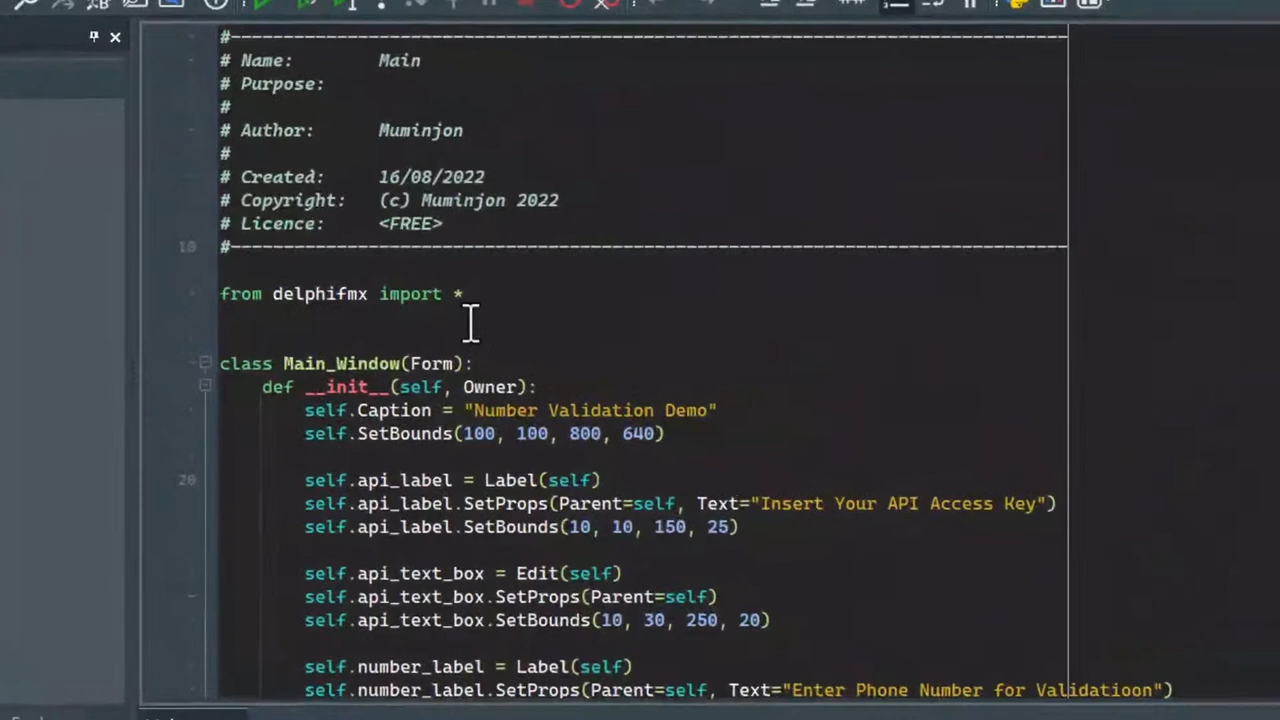 #--------------------------------------------------------------------------------
# Name:        Main
# Purpose:
#
# Author:      Muminjon
#
# Created:     16/08/2022
# Copyright:   (c) Muminjon 2022
# Licence:     <FREE>
10 #--------------------------------------------------------------------------------
from delphifmx import *
class Main_Window(Form):
    def __init__(self, Owner):
        self.Caption = "Number Validation Demo"
        self.SetBounds(100, 100, 800, 640)
20        self.api_label = Label(self)
        self.api_label.SetProps(Parent=self, Text="Insert Your API Access Key")
        self.api_label.SetBounds(10, 10, 150, 25)
        self.api_text_box = Edit(self)
        self.api_text_box.SetProps(Parent=self)
        self.api_text_box.SetBounds(10, 30, 250, 20)
        self.number_label = Label(self)
        self.number_label.SetProps(Parent=self, Text="Enter Phone Number for Validatioon")